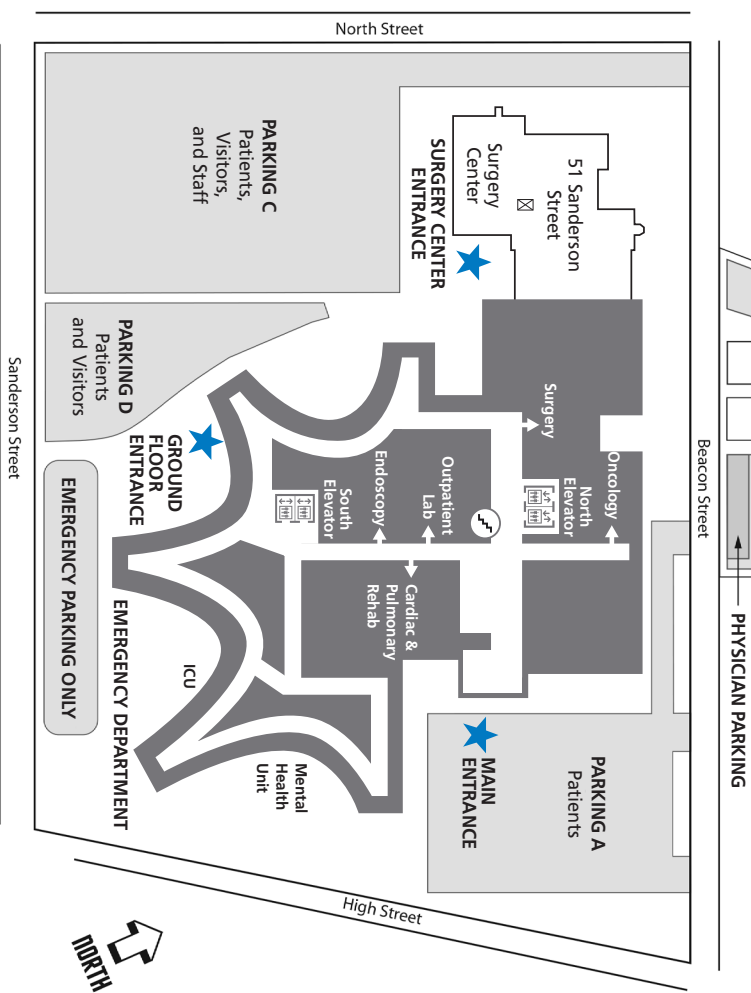 North Street
PARKING C
Patients,
Visitors,
and Staff
SURGERY CENTER
ENTRANCE
Surgery
Center
51 Sanderson
Street
PARKING D
Patients
and Visitors
GROUND
FLOOR
ENTRANCE
Surgery
Oncology
North
Elevator
Outpatient
Lab
Endoscopy
South
Elevator
Cardiac &
Pulmonary
Rehab
Sanderson Street
Beacon Street
EMERGENCY PARKING ONLY
EMERGENCY DEPARTMENT
ICU
Mental
Health
Unit
MAIN
ENTRANCE
PARKING A
Patients
PHYSICIAN PARKING
High Street
NORTH